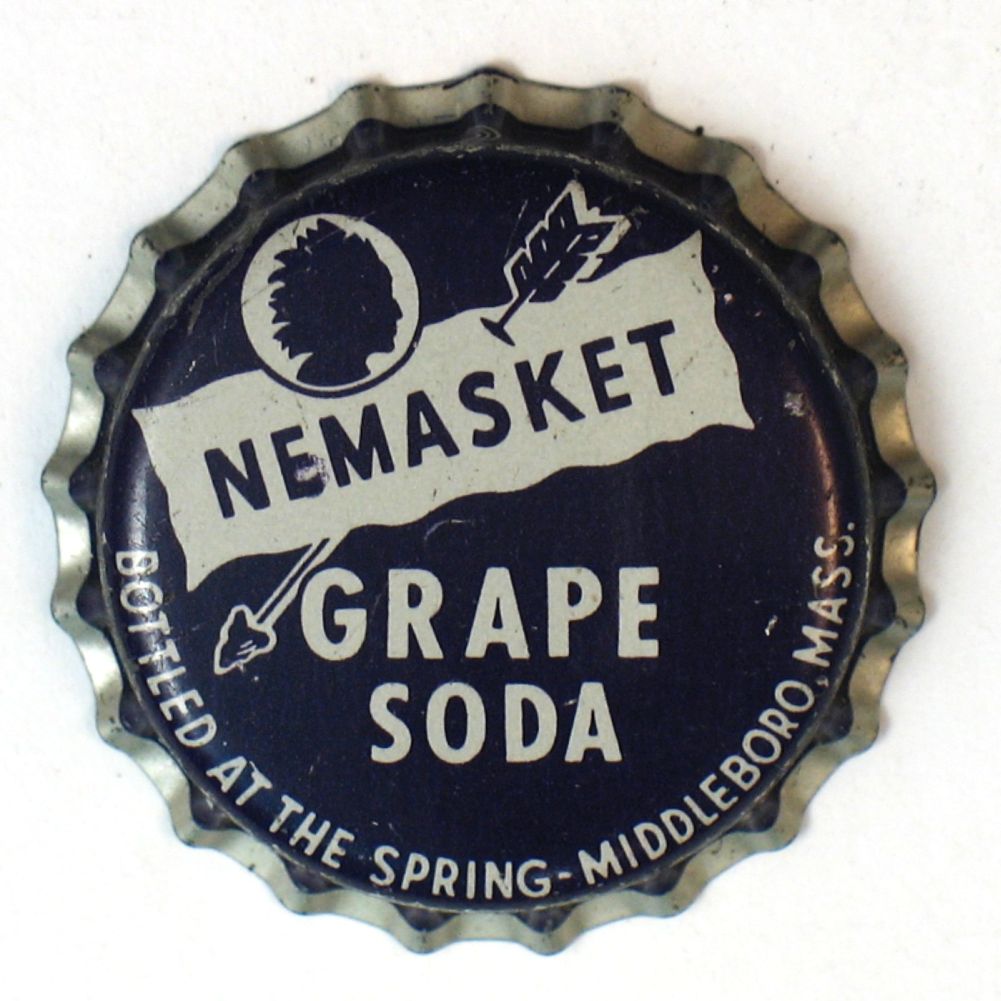 NEMASKET
GRAPE
SODA
BOTTLED AT THE SPRING-MIDDLEBORO, MASS.